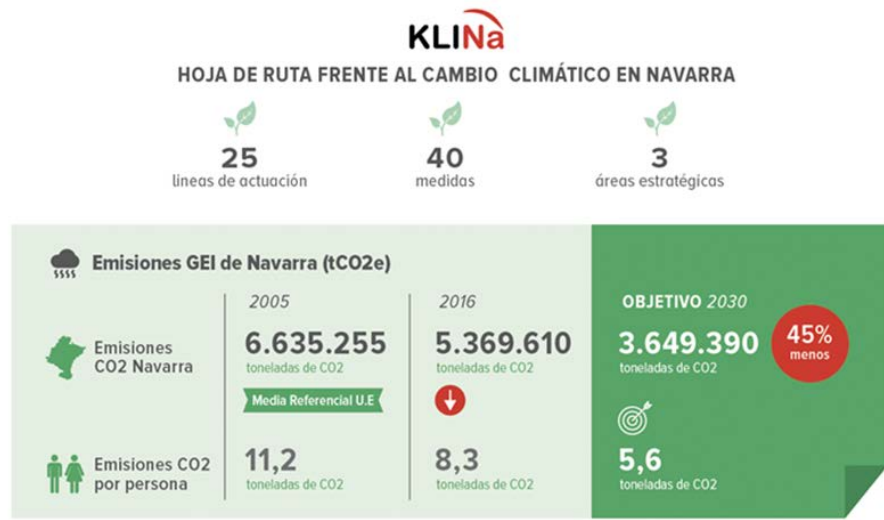 KLINa
HOJA DE RUTA FRENTE AL CAMBIO CLIMÁTICO EN NAVARRA
25
lineas de actuación
40
medidas
3
áreas estratégicas
Emisiones GEI de Navarra (tCO2e)
2005
2016
OBJETIVO 2030
Emisiones
CO2 Navarra
6.635.255
toneladas de CO2
Media Referencial U.E
5.369.610
toneladas de CO2
3.649.390
toneladas de CO2
45%
menos
Emisiones CO2
por persona
11,2
toneladas de CO2
8,3
toneladas de CO2
5,6
toneladas de CO2